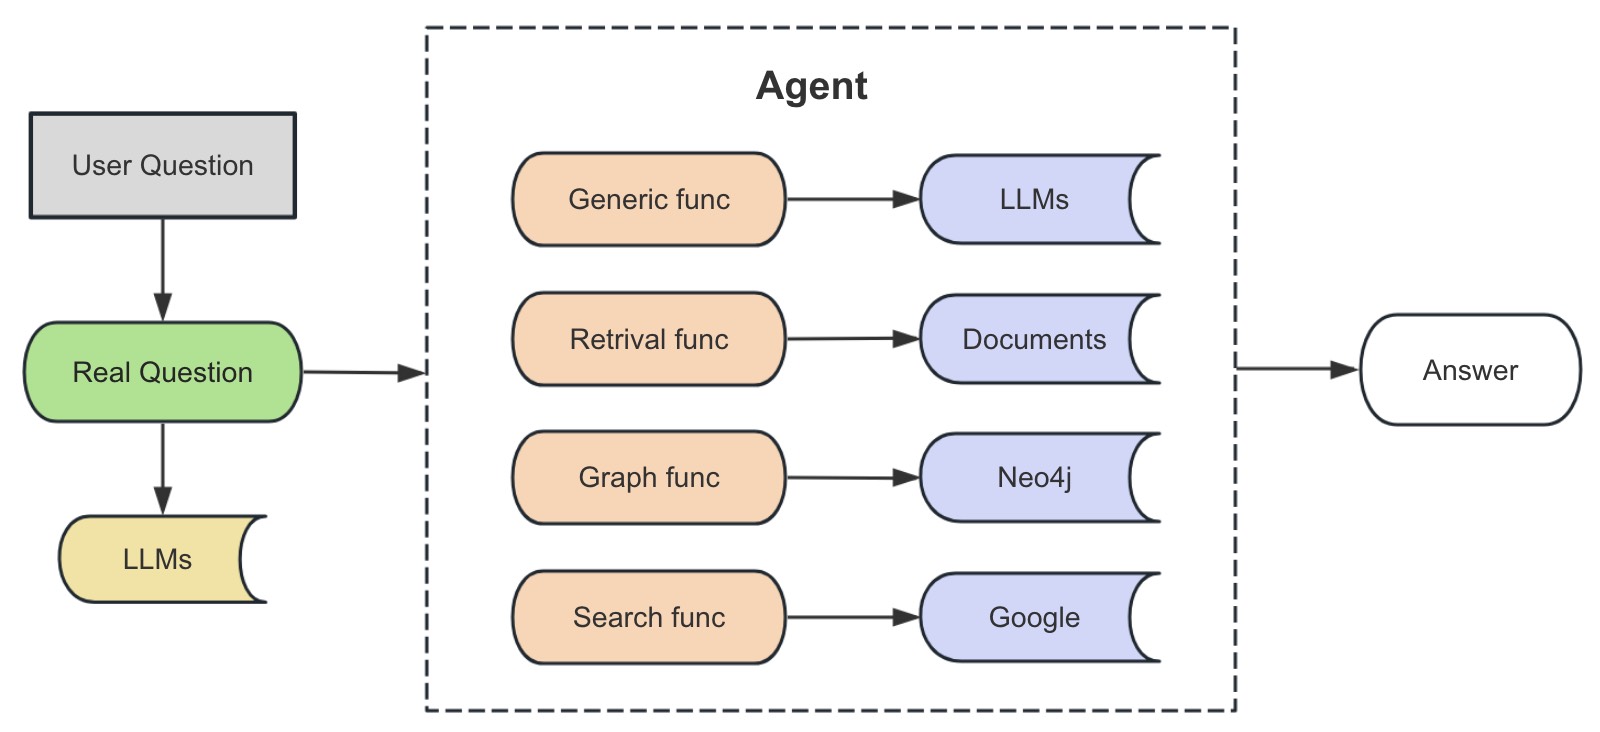 Agent
User Question
Real Question
LLMs
Generic func
LLMs
Retrival func
Documents
Graph func
Neo4j
Search func
Google
Answer